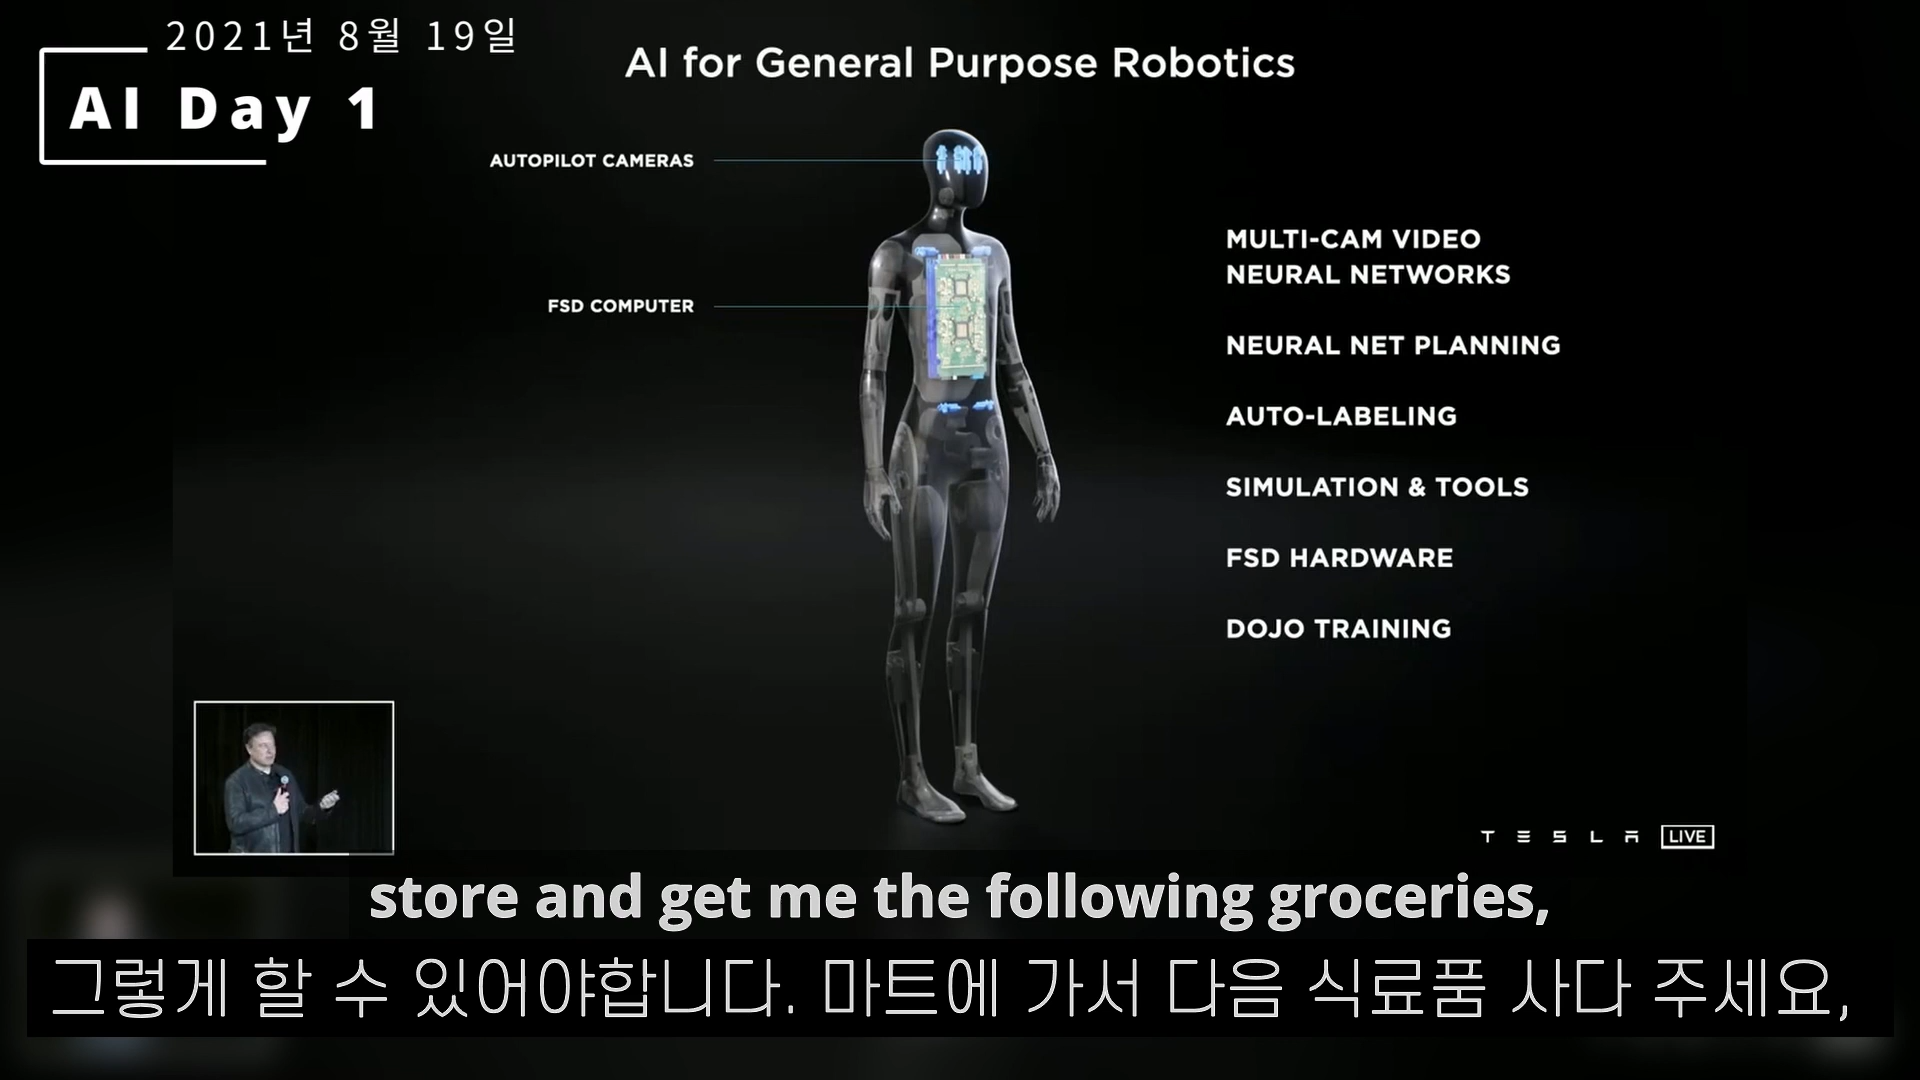 2021년 8월 19일
AI Day 1
AI for General Purpose Robotics
AUTOPILOT CAMERAS
FSD COMPUTER
MULTI-CAM VIDEO
NEURAL NETWORKS
NEURAL NET PLANNING
AUTO-LABELING
SIMULATION & TOOLS
FSD HARDWARE
DOJO TRAINING
TESLA LIVE
store and get me the following groceries,
그렇게 할 수 있어야합니다. 마트에 가서 다음 식료품 사다 주세요,